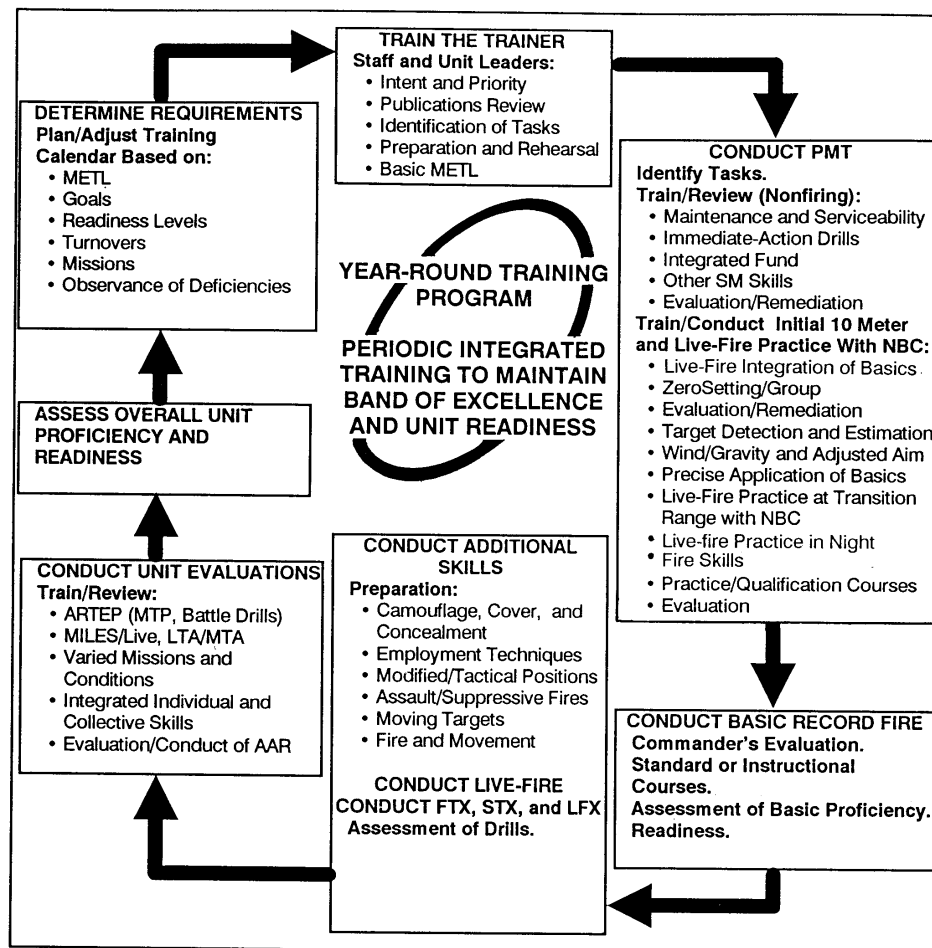 TRAIN THE TRAINER
Staff and Unit Leaders:
• Intent and Priority
• Publications Review
• Identification of Tasks
• Preparation and Rehearsal
• Basic METL
DETERMINE REQUIREMENTS
Plan/Adjust Training
Calendar Based on:
• METL
• Goals
• Readiness Levels
• Turnovers
• Missions
• Observance of Deficiencies
CONDUCT PMT
Identify Tasks.
Train/Review (Nonfiring):
• Maintenance and Serviceability
• Immediate-Action Drills
• Integrated Fund
• Other SM Skills
• Evaluation/Remediation
Train/Conduct Initial 10 Meter
and Live-Fire Practice With NBC:
• Live-Fire Integration of Basics
• ZeroSetting/Group
• Evaluation/Remediation
• Target Detection and Estimation
• Wind/Gravity and Adjusted Aim
• Precise Application of Basics
• Live-Fire Practice at Transition
Range with NBC
• Live-fire Practice in Night
• Fire Skills
• Practice/Qualification Courses
• Evaluation
YEAR-ROUND TRAINING
PROGRAM
PERIODIC INTEGRATED
TRAINING TO MAINTAIN
BAND OF EXCELLENCE
AND UNIT READINESS
ASSESS OVERALL UNIT
PROFICIENCY AND
READINESS
CONDUCT UNIT EVALUATIONS
Train/Review:
• ARTEP (MTP, Battle Drills)
• MILES/Live, LTA/MTA
• Varied Missions and
Conditions
• Integrated Individual and
Collective Skills
• Evaluation/Conduct of AAR
CONDUCT ADDITIONAL
SKILLS
Preparation:
• Camouflage, Cover, and
Concealment
• Employment Techniques
• Modified/Tactical Positions
• Assault/Suppressive Fires
• Moving Targets
• Fire and Movement
CONDUCT LIVE-FIRE
CONDUCT FTX, STX, and LFX
Assessment of Drills.
CONDUCT BASIC RECORD FIRE
Commander's Evaluation.
Standard or Instructional
Courses.
Assessment of Basic Proficiency.
Readiness.